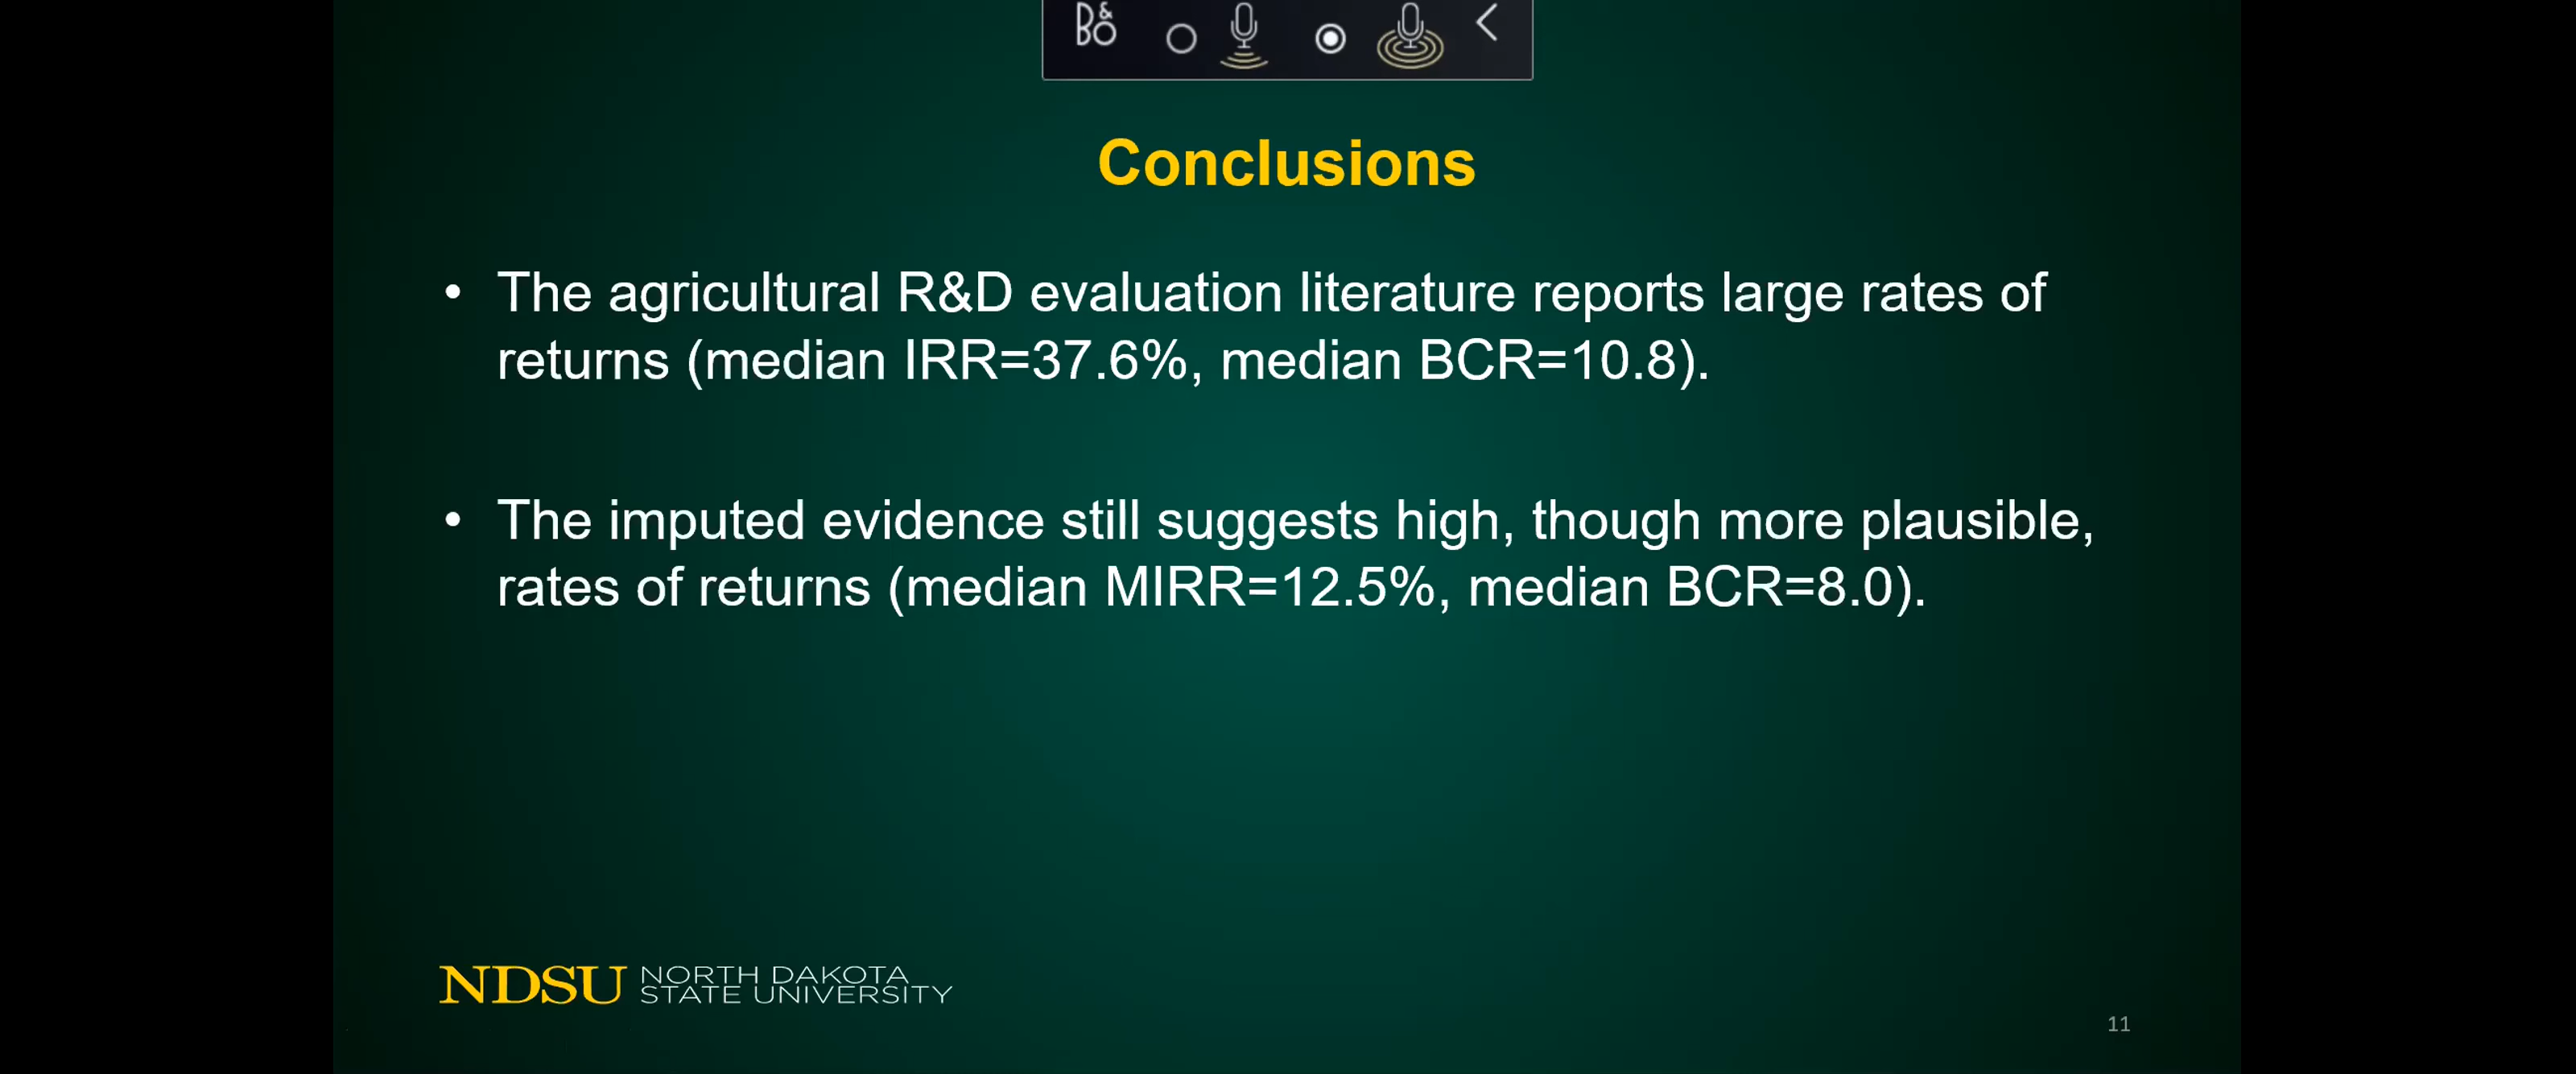 B&O
Conclusions
• The agricultural R&D evaluation literature reports large rates of
returns (median IRR=37.6%, median BCR=10.8).
• The imputed evidence still suggests high, though more plausible,
rates of returns (median MIRR=12.5%, median BCR=8.0).
NDSU NORTH DAKOTA
STATE UNIVERSITY
11